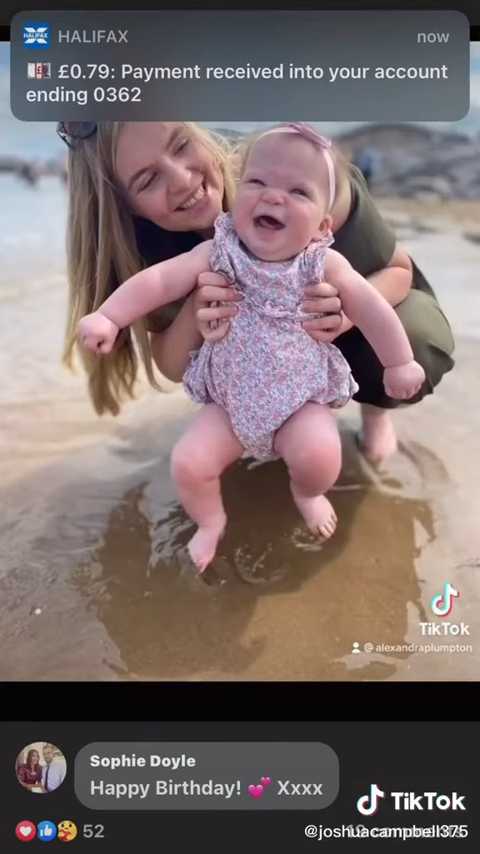 HALIFAX
HALIFAX now
💷 £0.79: Payment received into your account
ending 0362
TikTok
@alexandraplumpton
Sophie Doyle
Happy Birthday! 💕 Xxxx
TikTok
52
@joshuacampbell375